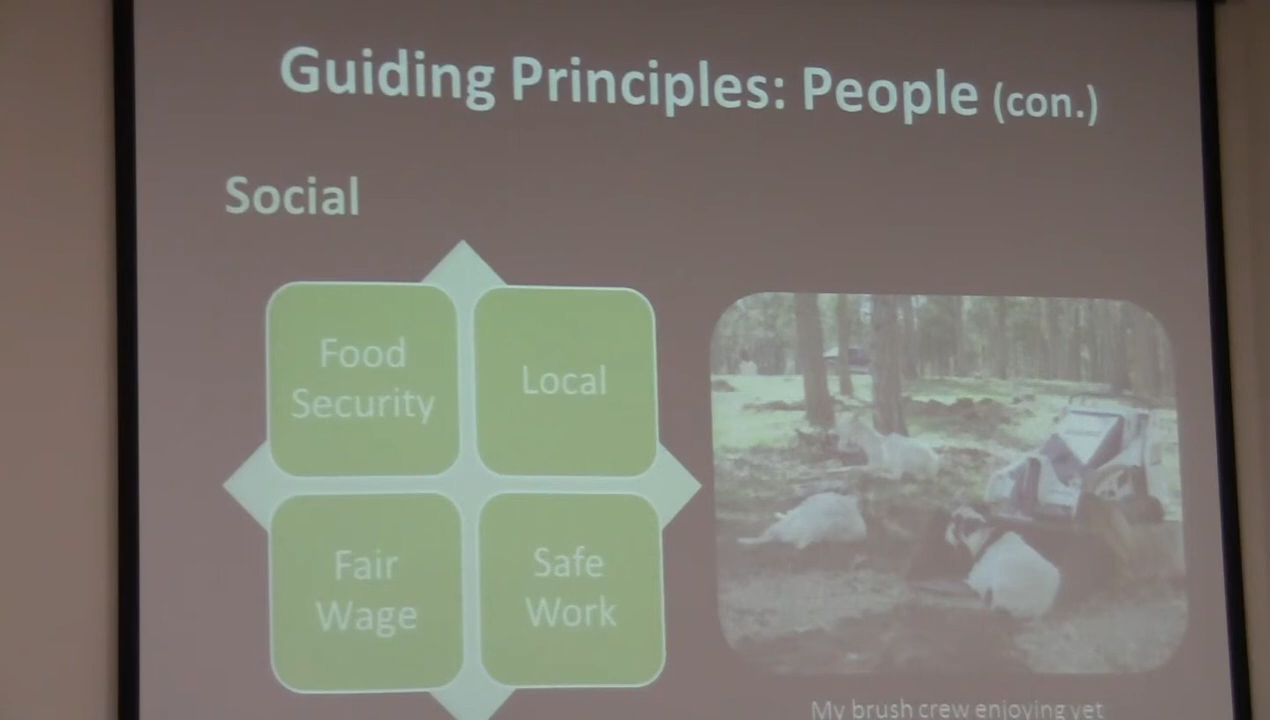 Guiding Principles: People (con.)
Social
Food
Security
Local
Fair
Wage
Safe
Work
My brush crew enjoying yet